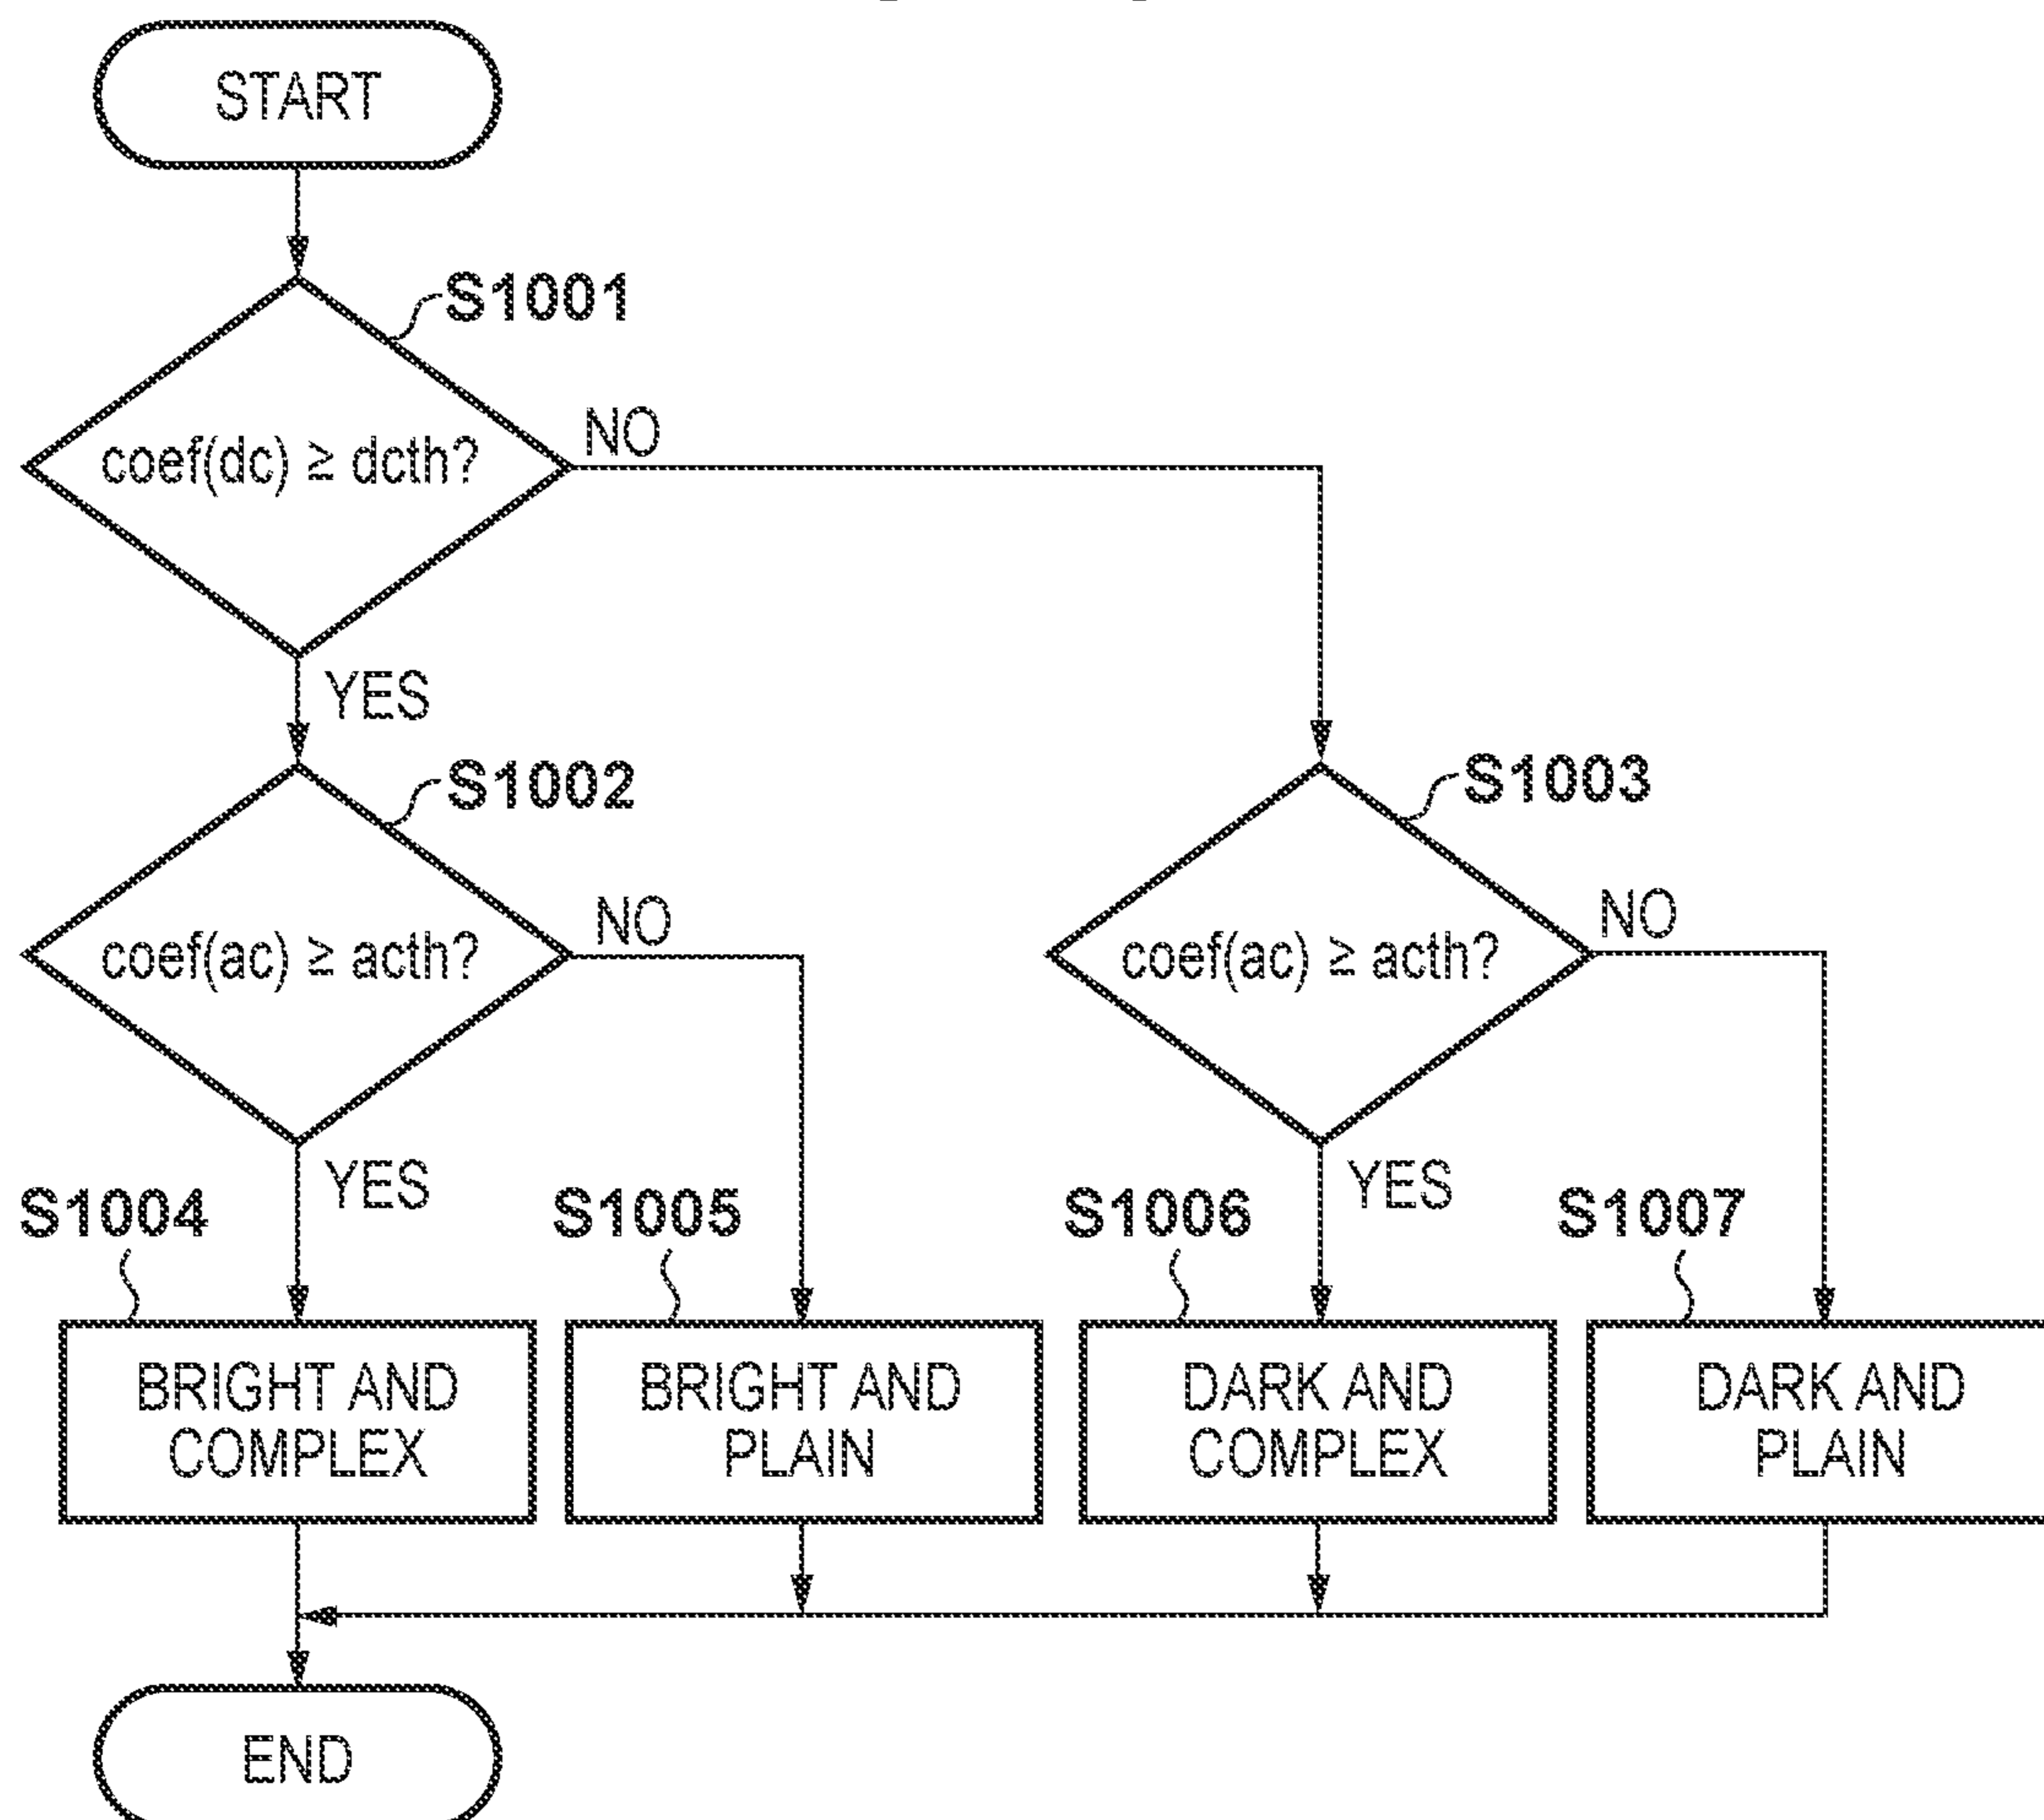 START
S1001
coef(dc) ≥ dcth?
NO
YES
S1002
S1003
coef(ac) ≥ acth?
NO
coef(ac) ≥ acth?
NO
YES
YES
S1004
S1005
S1006
S1007
BRIGHT AND
COMPLEX
BRIGHT AND
PLAIN
DARK AND
COMPLEX
DARK AND
PLAIN
END